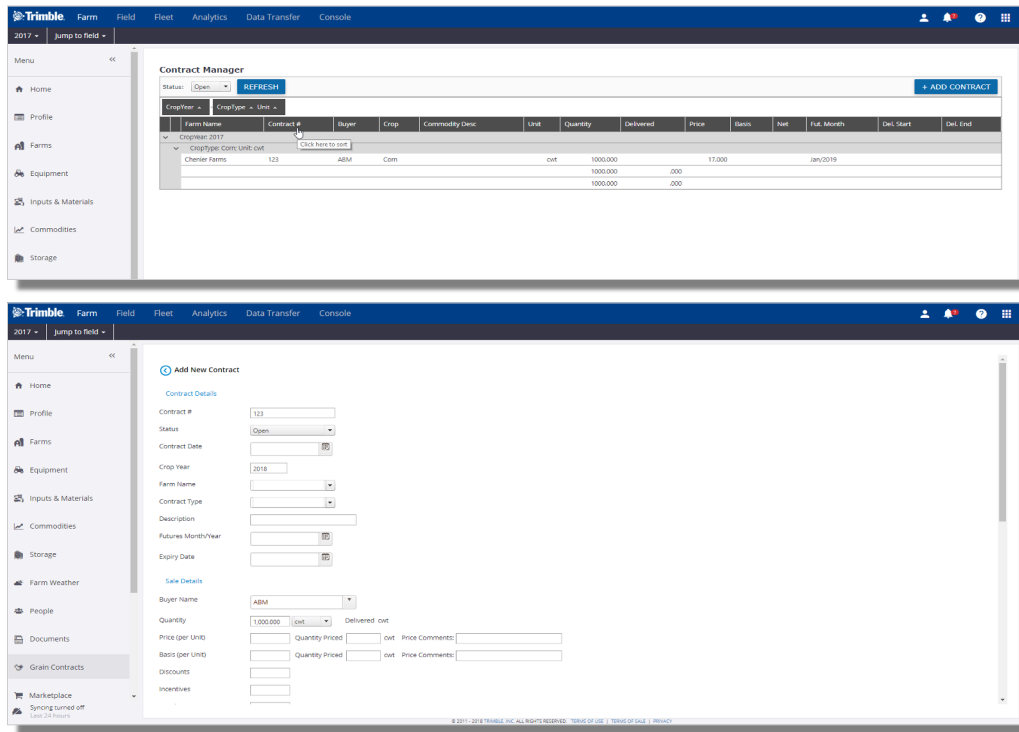 Trimble. Farm Field Fleet Analytics Data Transfer Console
2017 Jump to field
Menu
Home
Profile
Farms
Equipment
Inputs & Materials
Commodities
Storage
Contract Manager
Status: Open REFRESH + ADD CONTRACT
CropYear CropType Unit
Farm Name Contract # Buyer Crop Commodity Desc Unit Quantity Delivered Price Basis Net Fut. Month Del. Start Del. End
CropYear: 2017
Click here to sort
CropType: Corn; Unit: cwt
Chenier Farms 123 ABM Corn cwt 1000.000 17.000 Jan/2019
1000.000 .000
1000.000 .000
Trimble. Farm Field Fleet Analytics Data Transfer Console
2017 Jump to field
Menu
Home
Profile
Farms
Equipment
Inputs & Materials
Commodities
Storage
Farm Weather
People
Documents
Grain Contracts
Marketplace
Syncing turned off
Last 24 hours
Add New Contract
Contract Details
Contract # 123
Status Open
Contract Date
Crop Year 2018
Farm Name
Contract Type
Description
Futures Month/Year
Expiry Date
Sale Details
Buyer Name ABM
Quantity 1,000.000 cwt Delivered cwt
Price (per Unit) Quantity Priced cwt Price Comments:
Basis (per Unit) Quantity Priced cwt Price Comments:
Discounts
Incentives
© 2011 - 2018 TRIMBLE, INC. ALL RIGHTS RESERVED. TERMS OF USE | TERMS OF SALE | PRIVACY